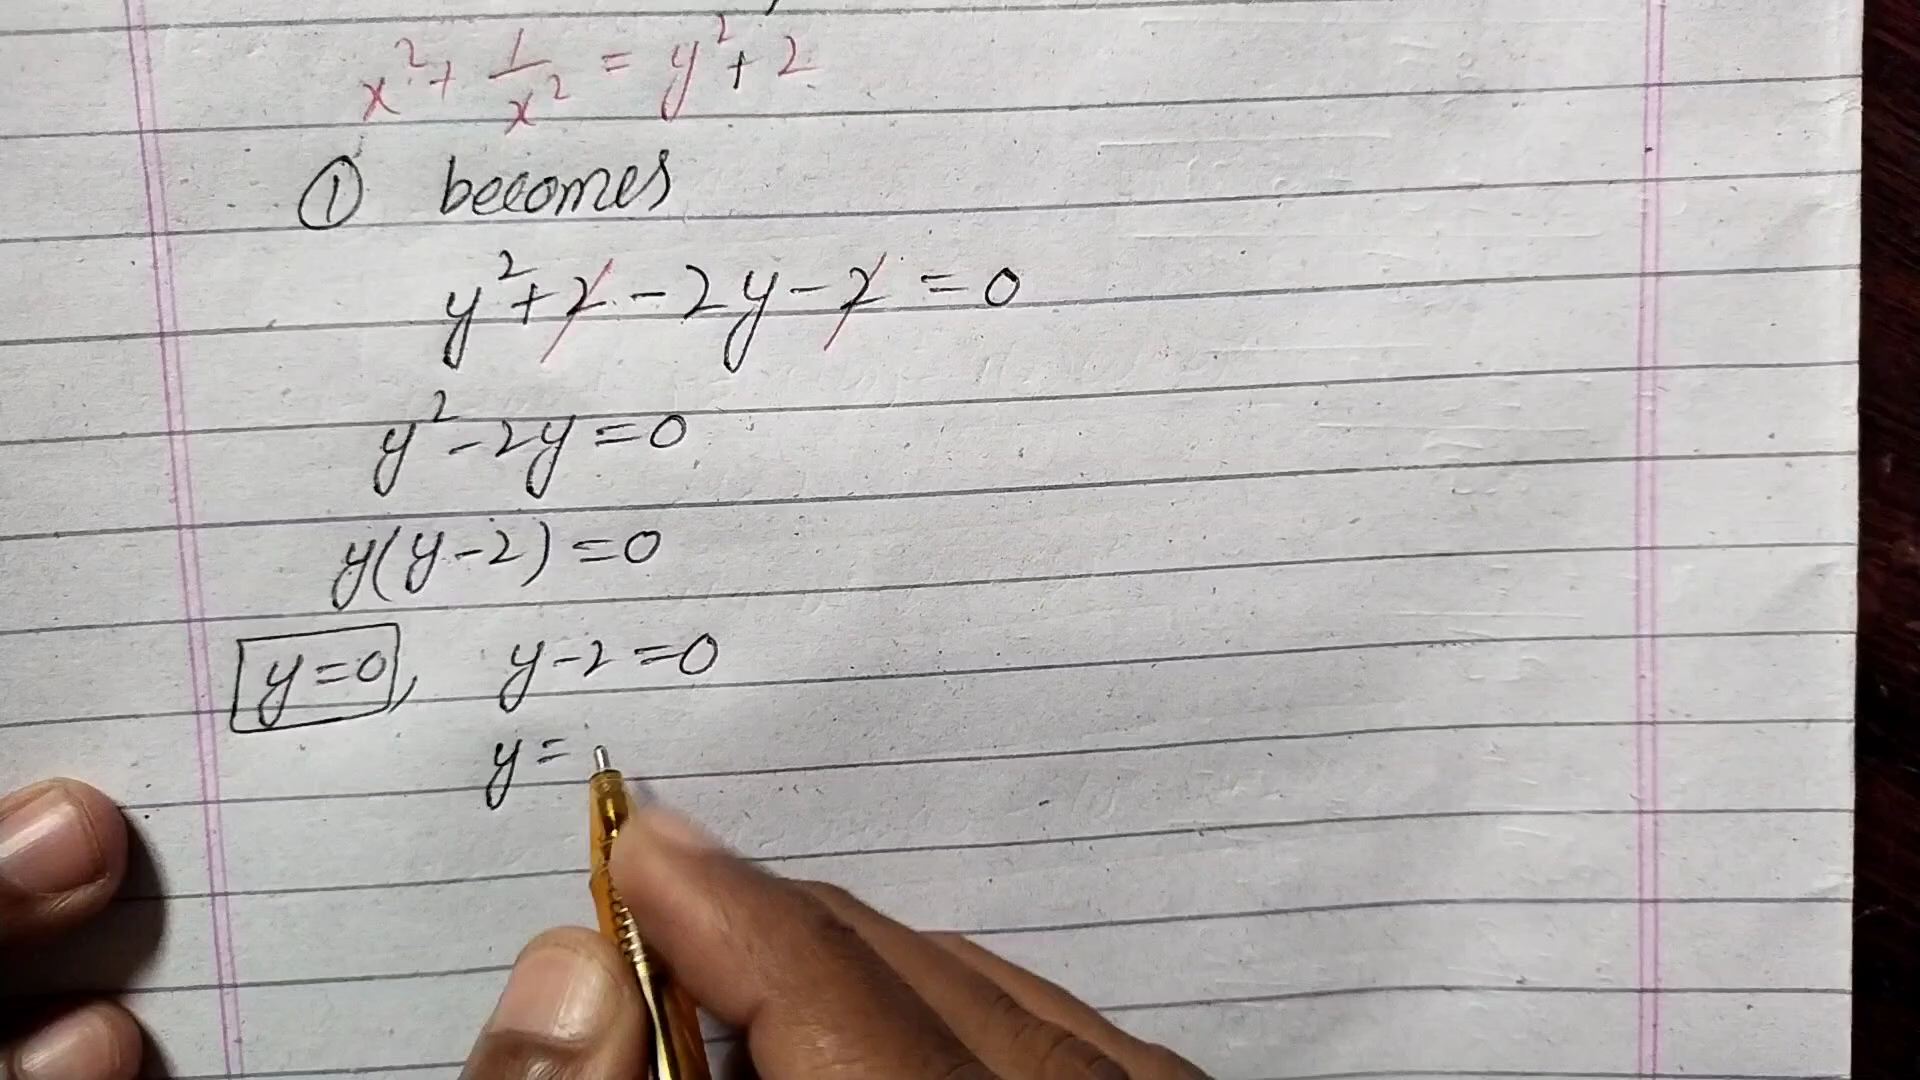 x² + 1/x² = y² + 2
① becomes
y² + 2 - 2y - 2 = 0
y² - 2y = 0
y(y - 2) = 0
y = 0, y - 2 = 0
y =